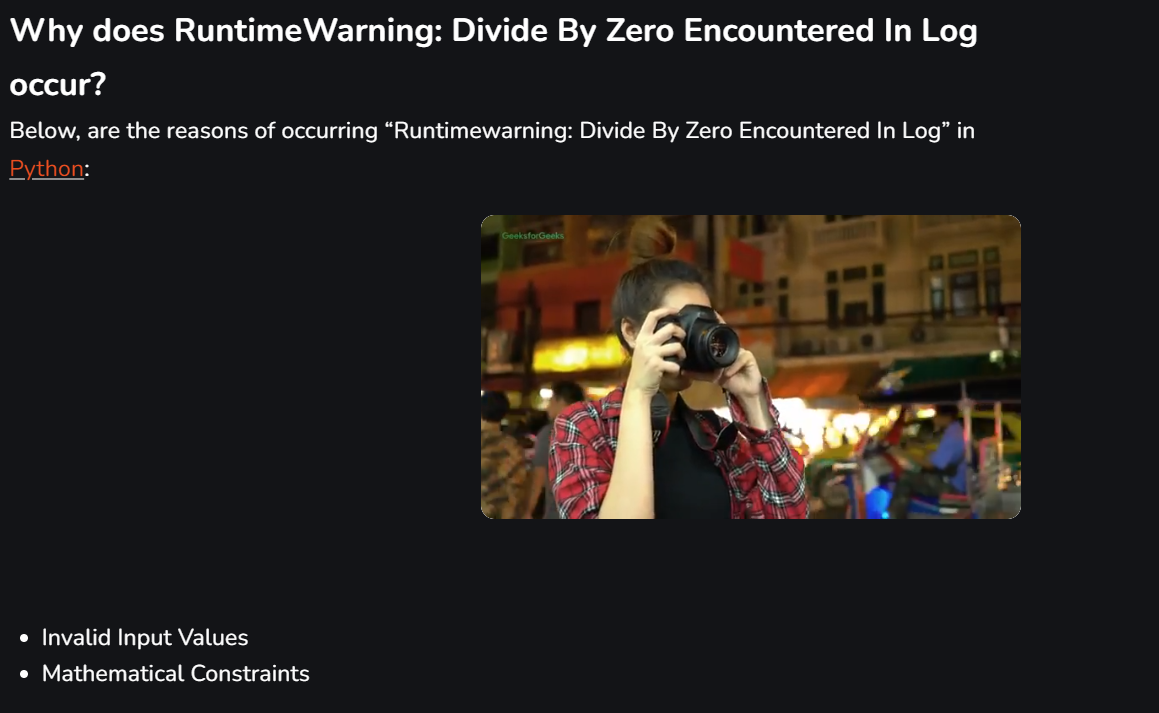 Why does RuntimeWarning: Divide By Zero Encountered In Log
occur?
Below, are the reasons of occurring “Runtimewarning: Divide By Zero Encountered In Log” in
Python:
GeeksforGeeks
• Invalid Input Values
• Mathematical Constraints